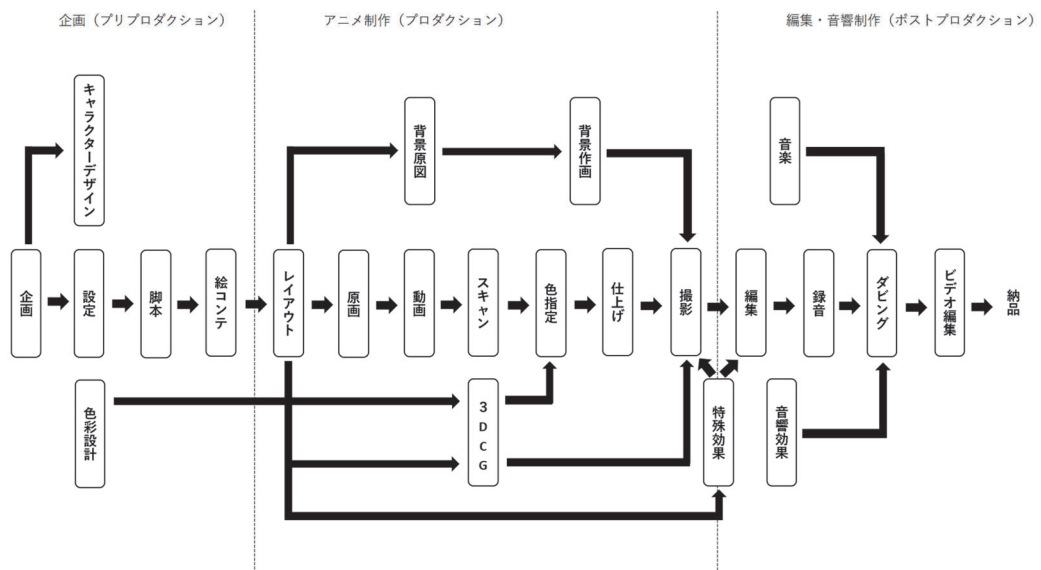 企画（プリプロダクション）
アニメ制作（プロダクション）
編集・音響制作（ポストプロダクション）
キャラクターデザイン
背景原図
背景作画
音楽
企画
設定
脚本
絵コンテ
レイアウト
原画
動画
スキャン
色指定
仕上げ
撮影
編集
録音
ダビング
ビデオ編集
納品
色彩設計
3DCG
特殊効果
音響効果